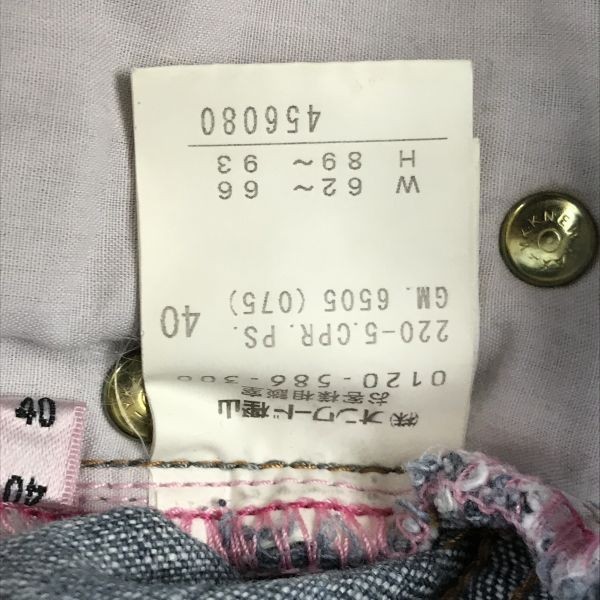 ㈱オンワード樫山
お客様相談室
0120-586-300
220-5.CPR.PS.
GM.6505(075)
40
W 62〜66
H 89〜93
456080
40
40